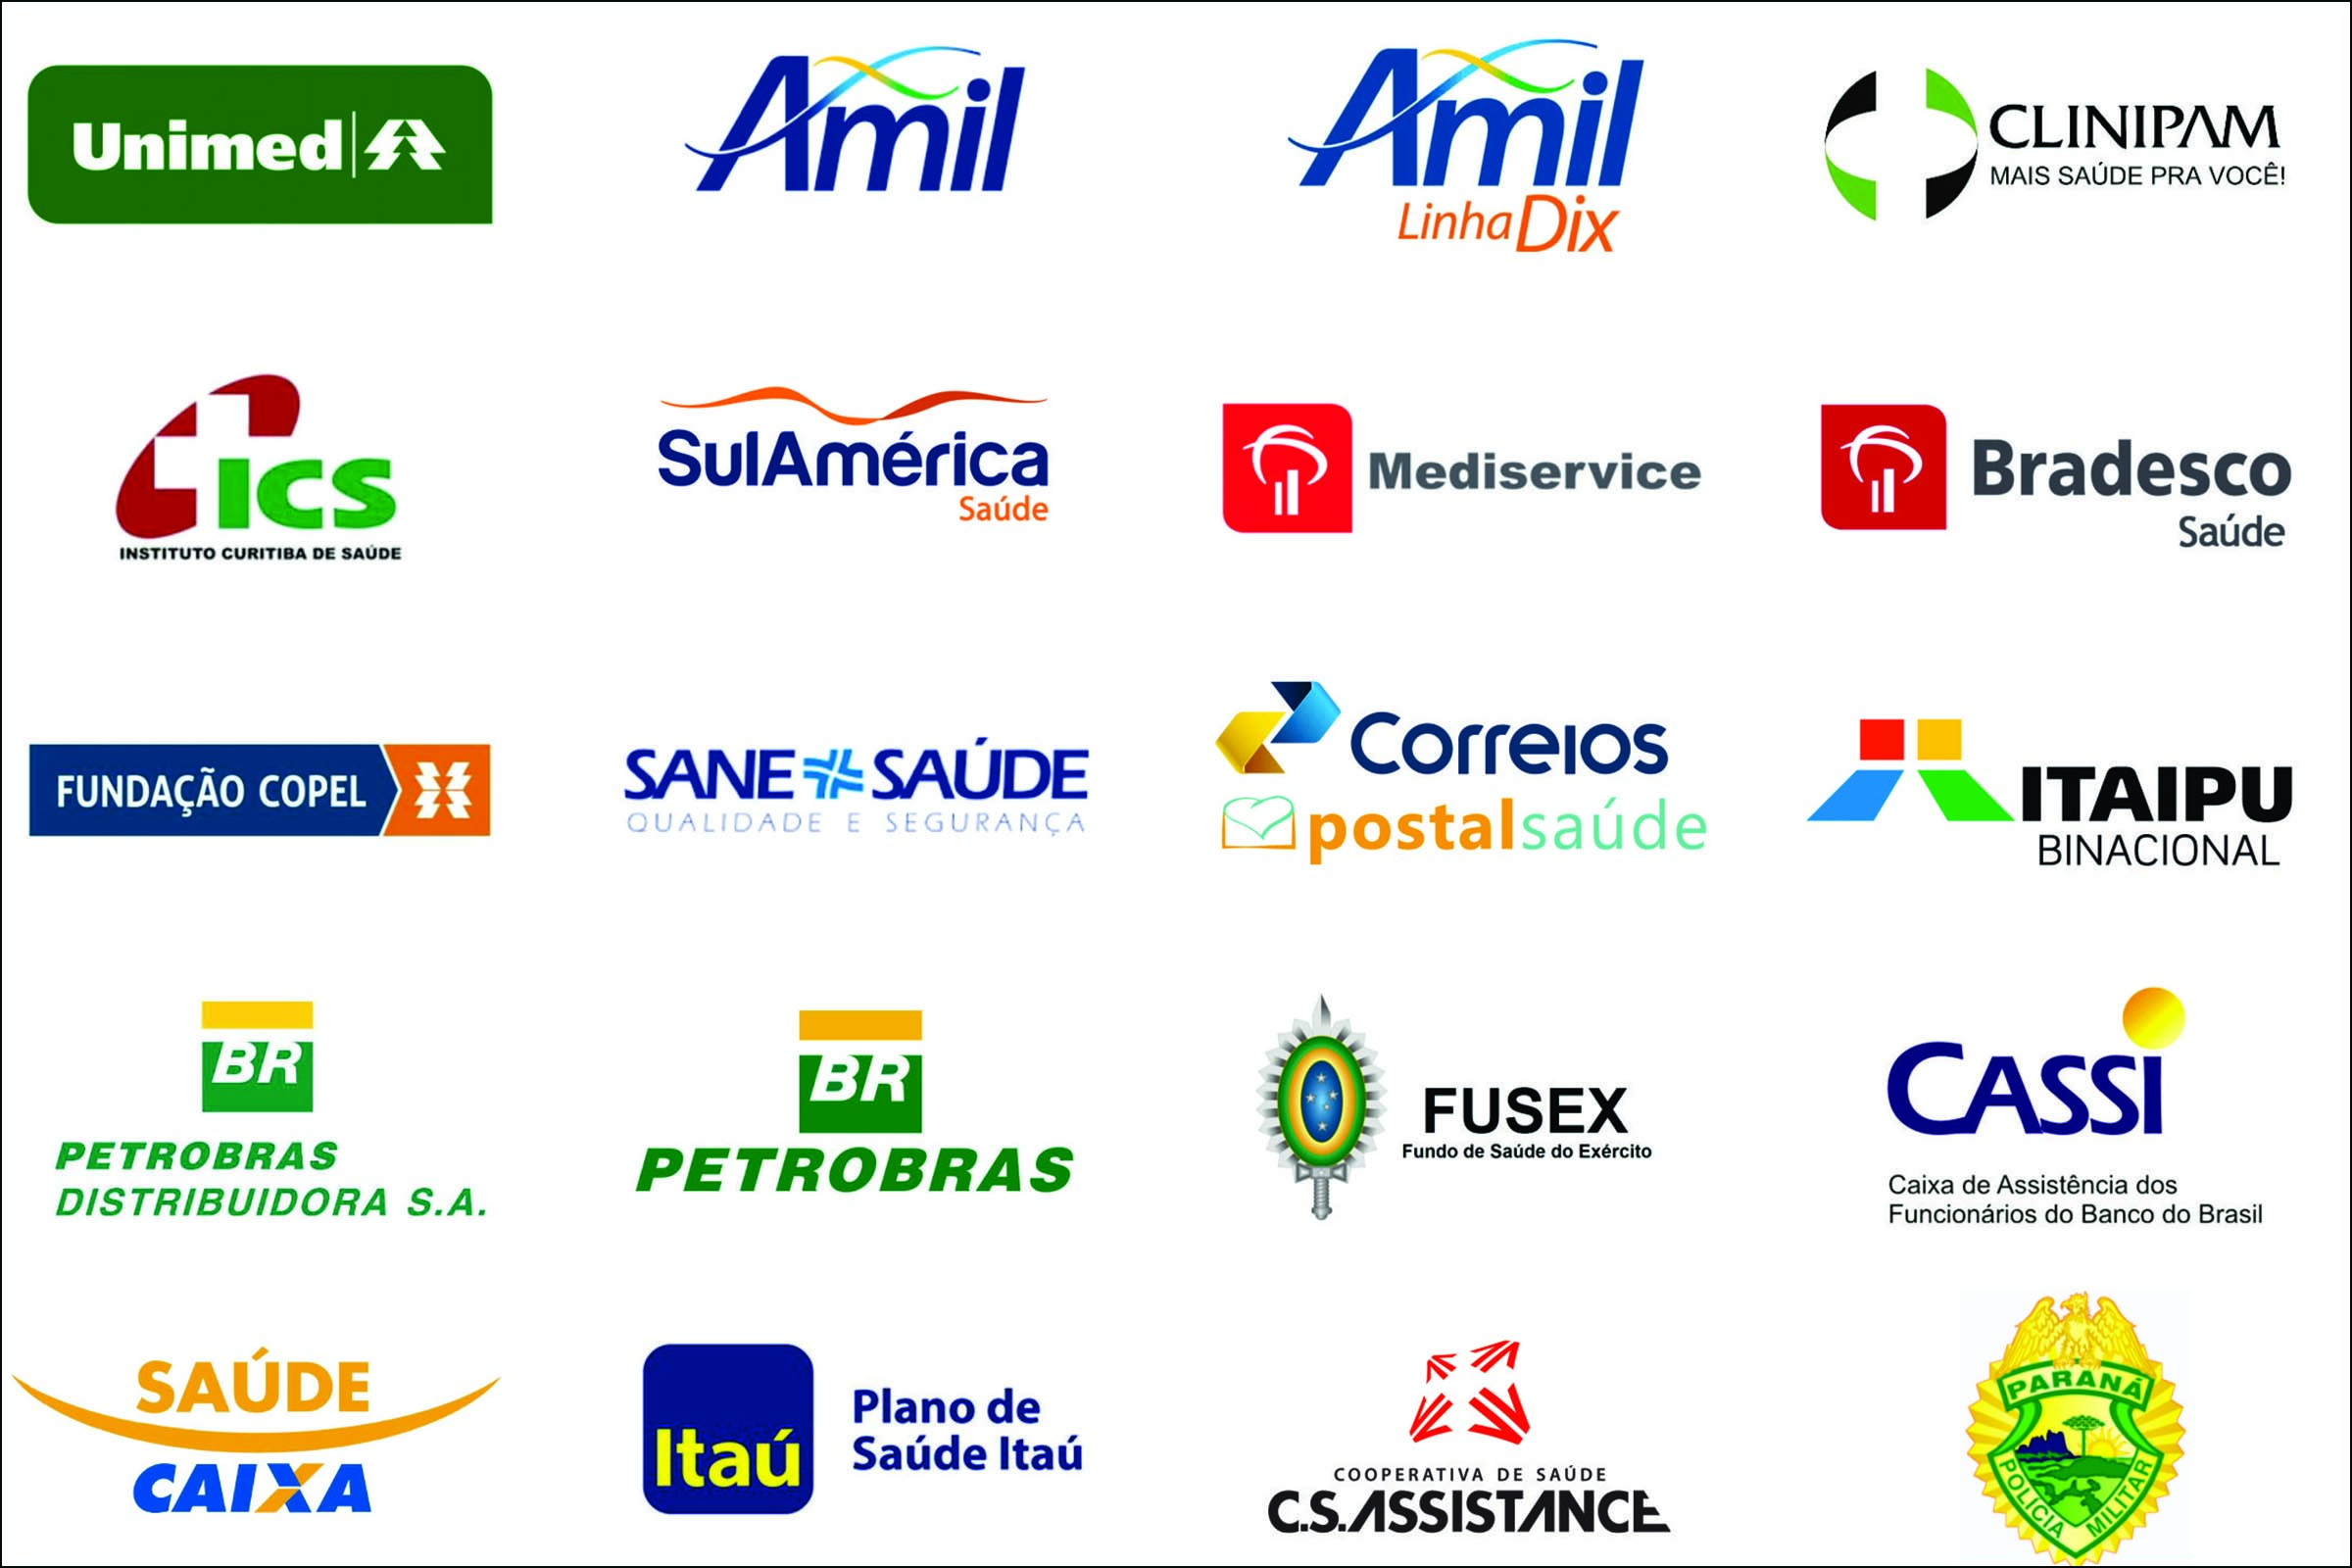 Unimed
Amil
Amil
Linha Dix
CLINIPAM
MAIS SAÚDE PRA VOCÊ!
ICS
INSTITUTO CURITIBA DE SAÚDE
SulAmérica
Saúde
Mediservice
Bradesco
Saúde
FUNDAÇÃO COPEL
SANE SAÚDE
QUALIDADE E SEGURANÇA
Correios
postalsaúde
ITAIPU
BINACIONAL
BR
PETROBRAS
DISTRIBUIDORA S.A.
BR
PETROBRAS
FUSEX
Fundo de Saúde do Exército
CASSI
Caixa de Assistência dos
Funcionários do Banco do Brasil
SAÚDE
CAIXA
Itaú
Plano de
Saúde Itaú
COOPERATIVA DE SAÚDE
C.S.ASSISTANCE
PARANÁ
POLÍCIA MILITAR